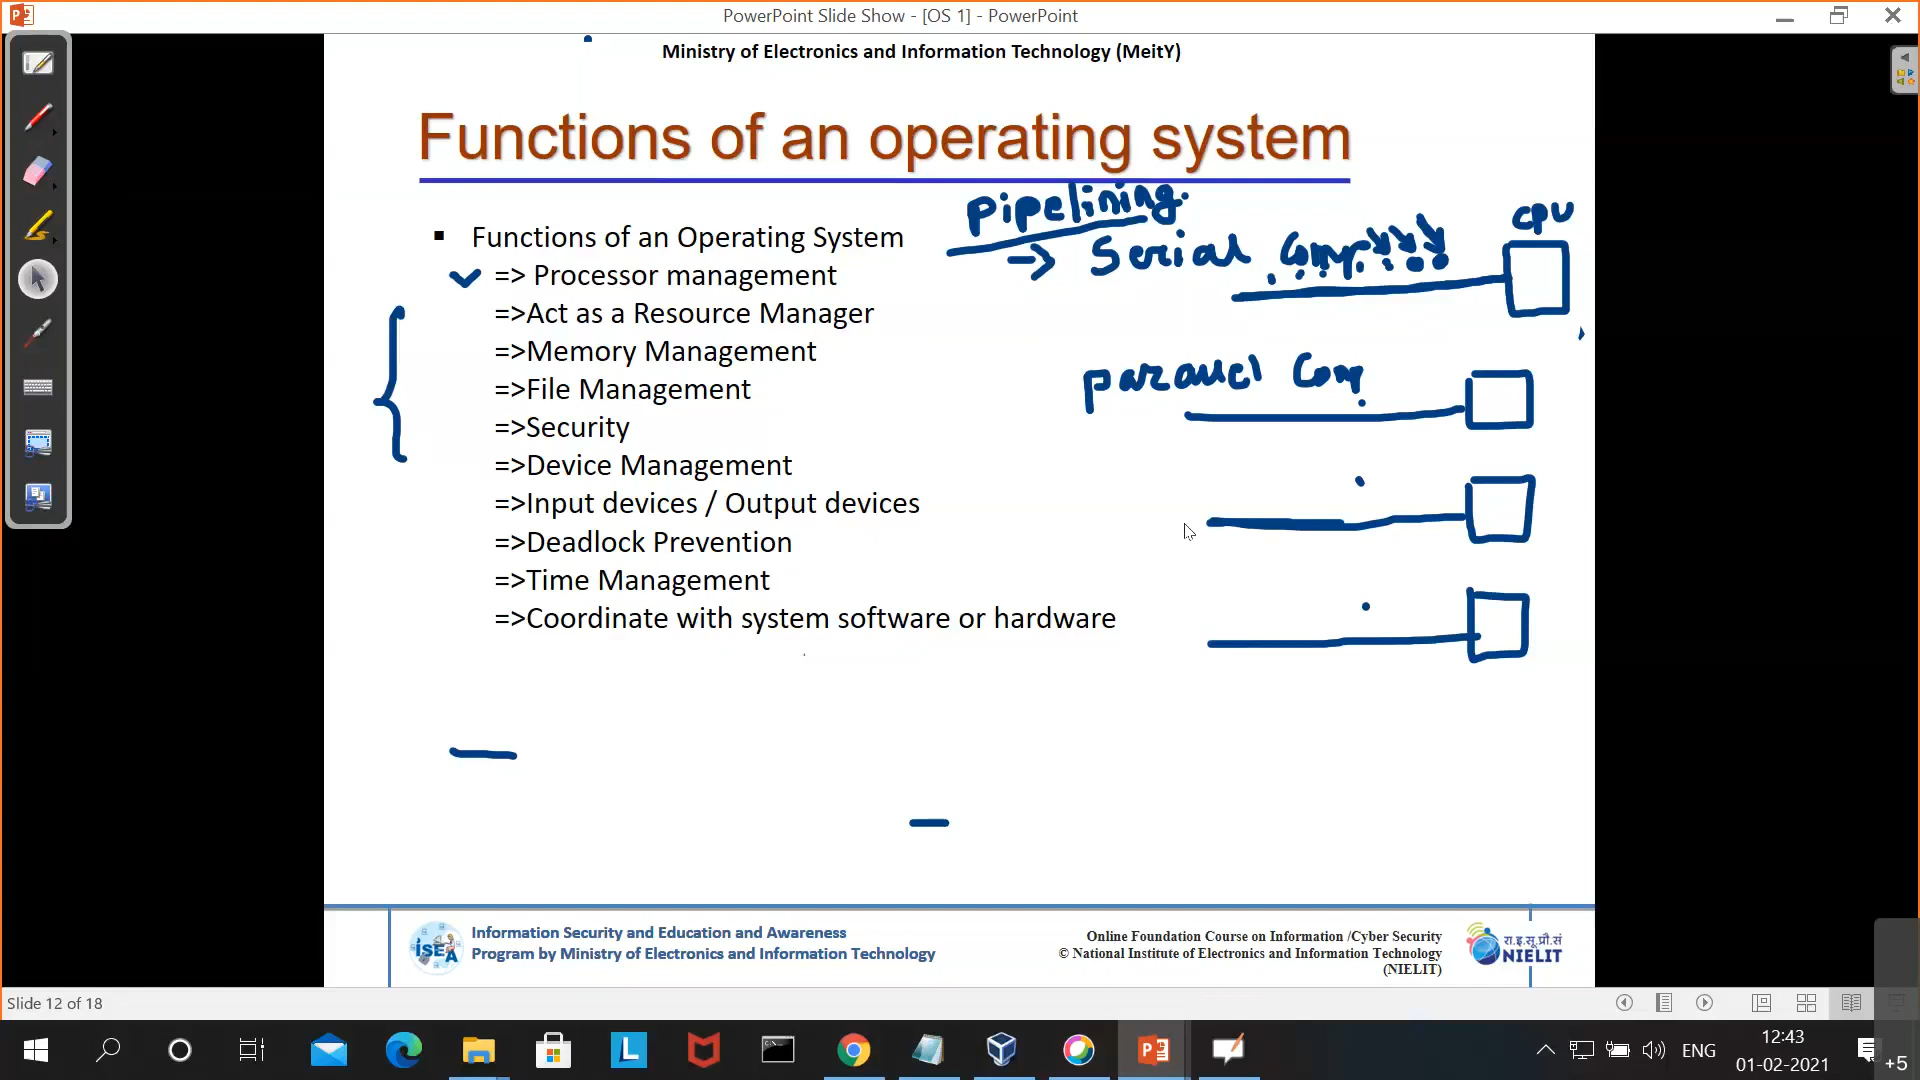 PowerPoint Slide Show - [OS 1] - PowerPoint
Ministry of Electronics and Information Technology (MeitY)
Functions of an operating system
Pipelining
▪ Functions of an Operating System
-> Serial Comp
CPU
=> Processor management
=>Act as a Resource Manager
=>Memory Management
Parallel Comp
=>File Management
=>Security
=>Device Management
=>Input devices / Output devices
=>Deadlock Prevention
=>Time Management
=>Coordinate with system software or hardware
ISEA
Information Security and Education and Awareness
Program by Ministry of Electronics and Information Technology
Online Foundation Course on Information /Cyber Security
© National Institute of Electronics and Information Technology
(NIELIT)
रा.इ.सू.प्रौ.सं
NIELIT
Slide 12 of 18
12:43
ENG
01-02-2021
+5